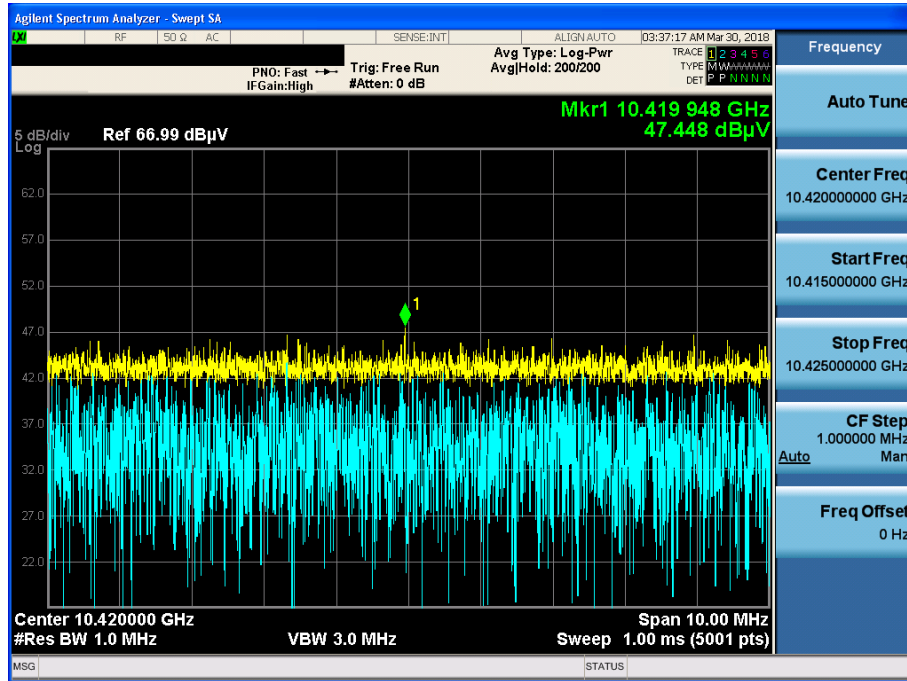 Agilent Spectrum Analyzer - Swept SA
LXI RF 50 Ω AC SENSE:INT ALIGN AUTO 03:37:17 AM Mar 30, 2018
PNO: Fast
IFGain:High
Trig: Free Run
#Atten: 0 dB
Avg Type: Log-Pwr
Avg|Hold: 200/200
TRACE 1 2 3 4 5 6
TYPE M W W W W W
DET P P N N N N
Mkr1 10.419 948 GHz
47.448 dBµV
5 dB/div Ref 66.99 dBµV
Log
62.0
57.0
52.0
1
47.0
42.0
37.0
32.0
27.0
22.0
Center 10.420000 GHz Span 10.00 MHz
#Res BW 1.0 MHz VBW 3.0 MHz Sweep 1.00 ms (5001 pts)
MSG STATUS
Frequency
Auto Tune
Center Freq
10.420000000 GHz
Start Freq
10.415000000 GHz
Stop Freq
10.425000000 GHz
CF Step
1.000000 MHz
Auto Man
Freq Offset
0 Hz